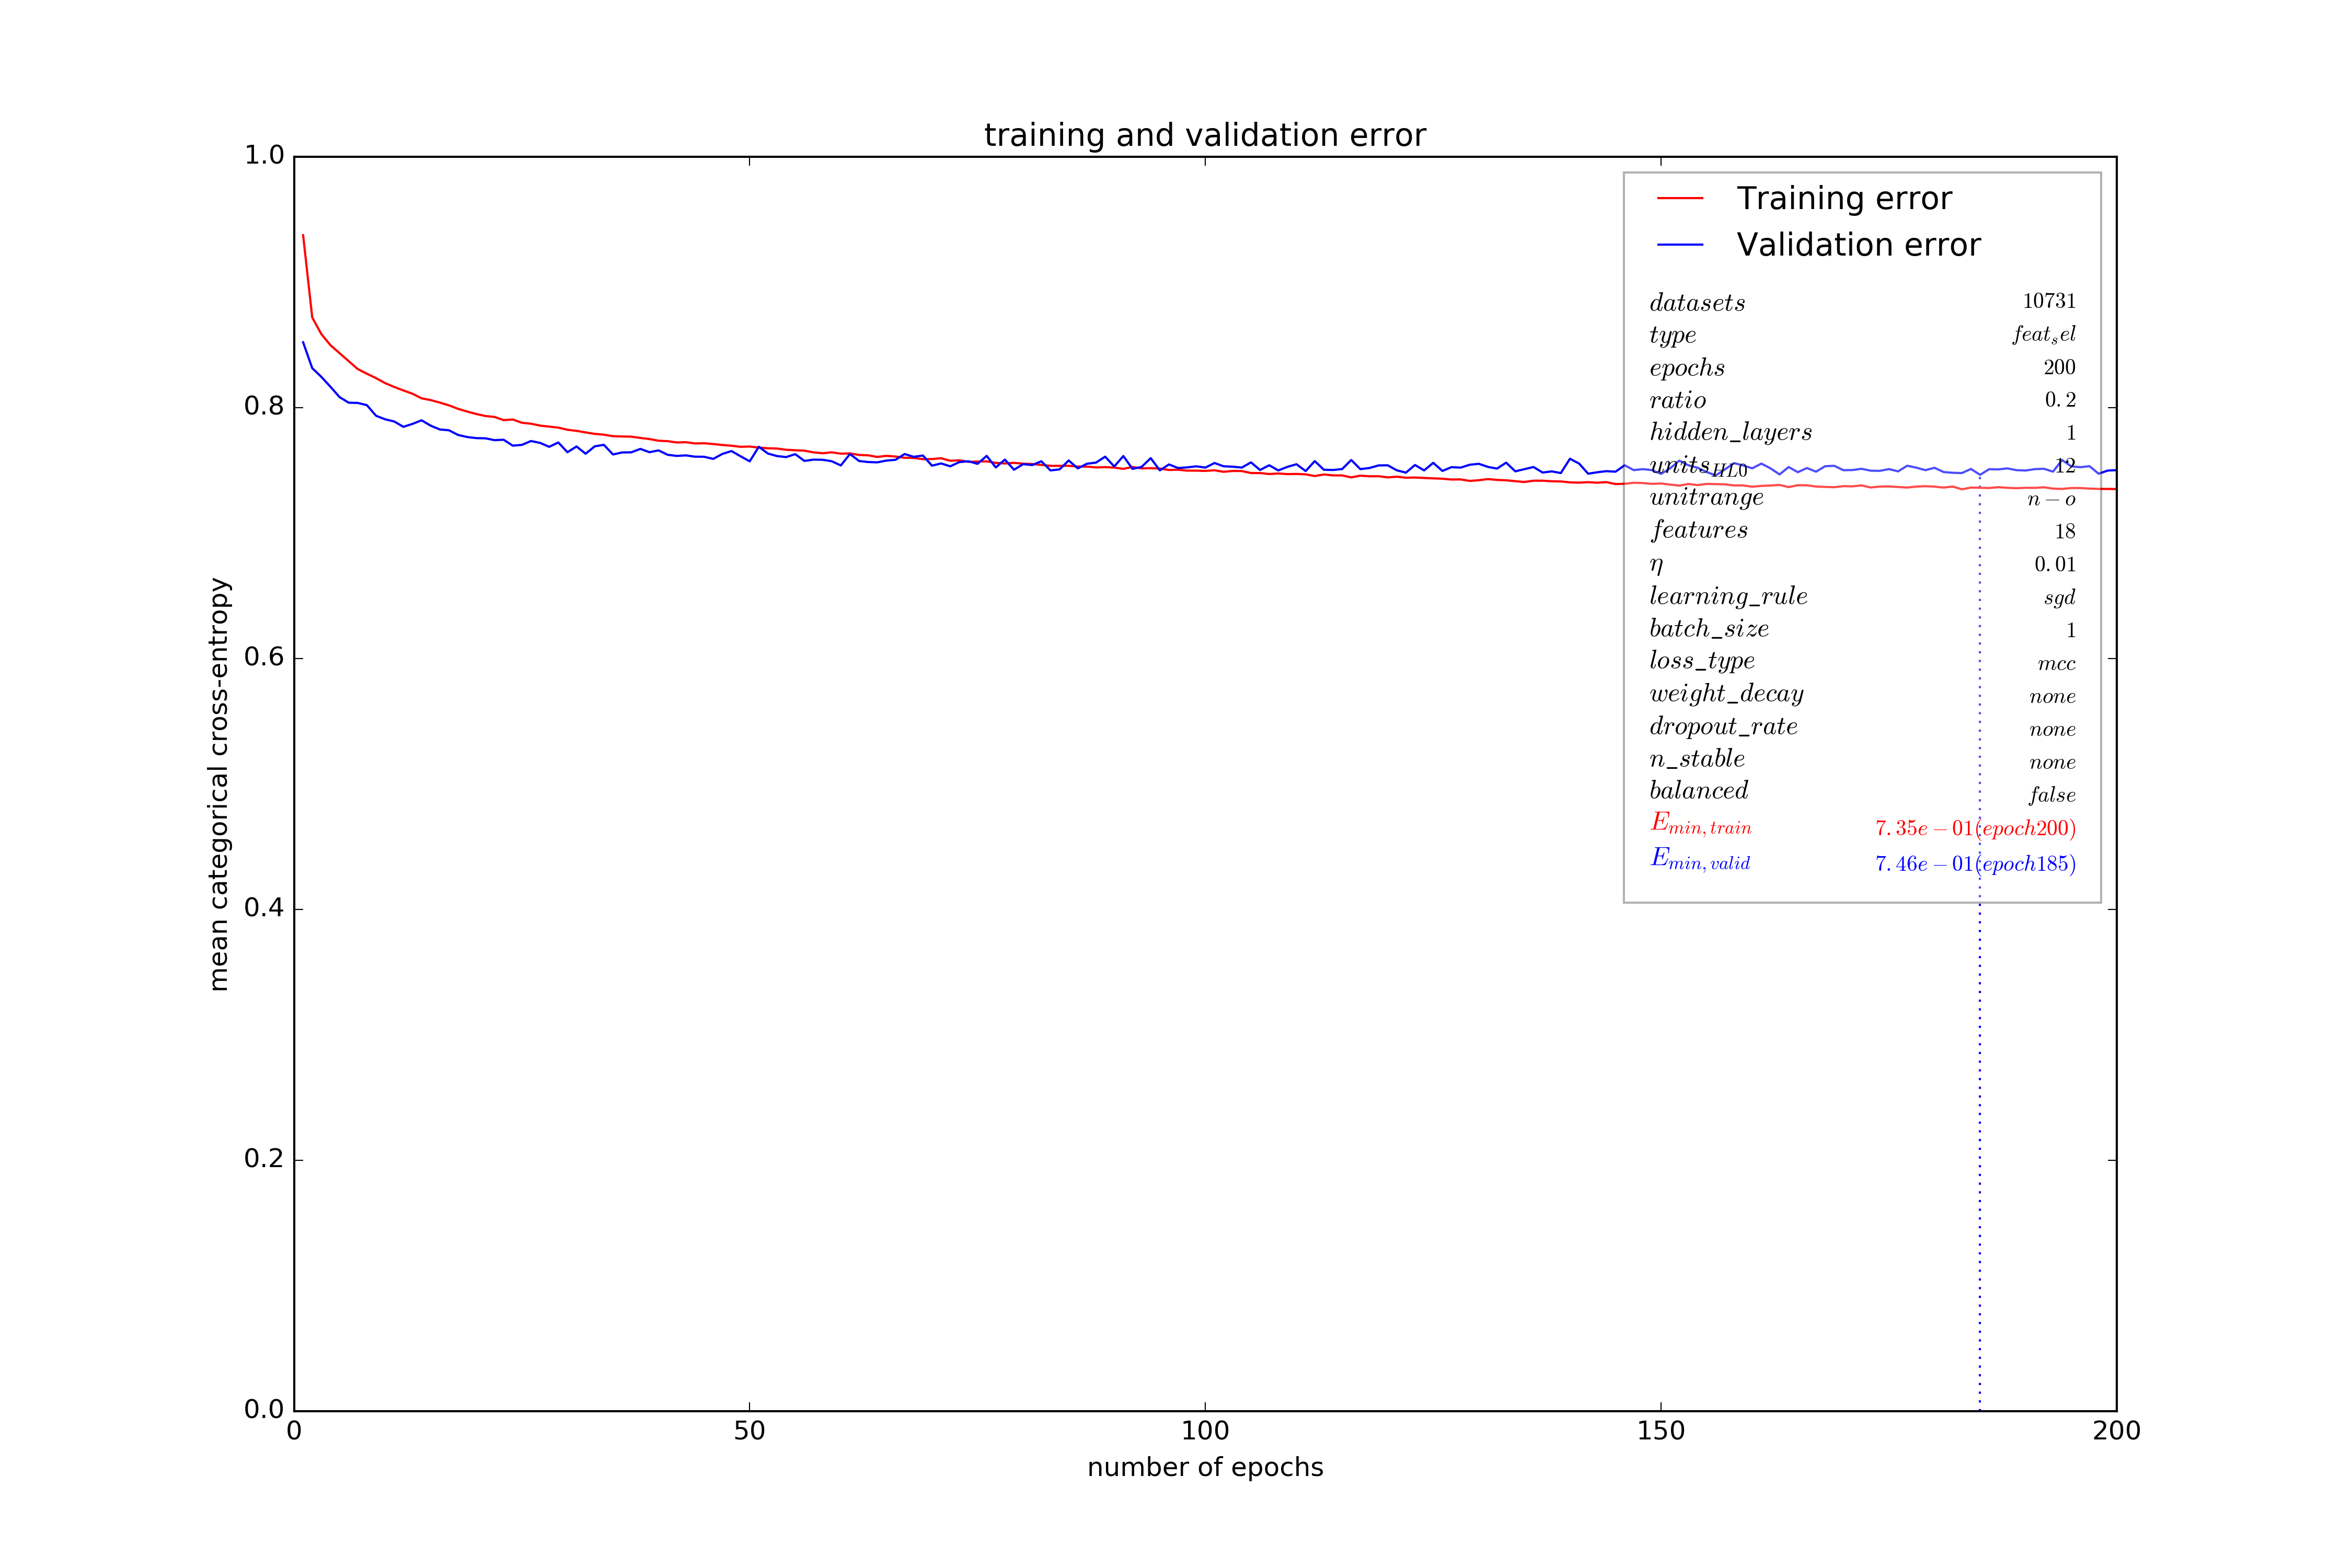 training and validation error
1.0
0.8
0.6
0.4
0.2
0.0
mean categorical cross-entropy
0 50 100 150 200
number of epochs
Training error
Validation error
datasets 10731
type feat_sel
epochs 200
ratio 0.2
hidden_layers 1
units_HL0 12
unitrange n − o
features 18
η 0.01
learning_rule sgd
batch_size 1
loss_type mcc
weight_decay none
dropout_rate none
n_stable none
balanced false
E_min,train 7.35e − 01(epoch200)
E_min,valid 7.46e − 01(epoch185)